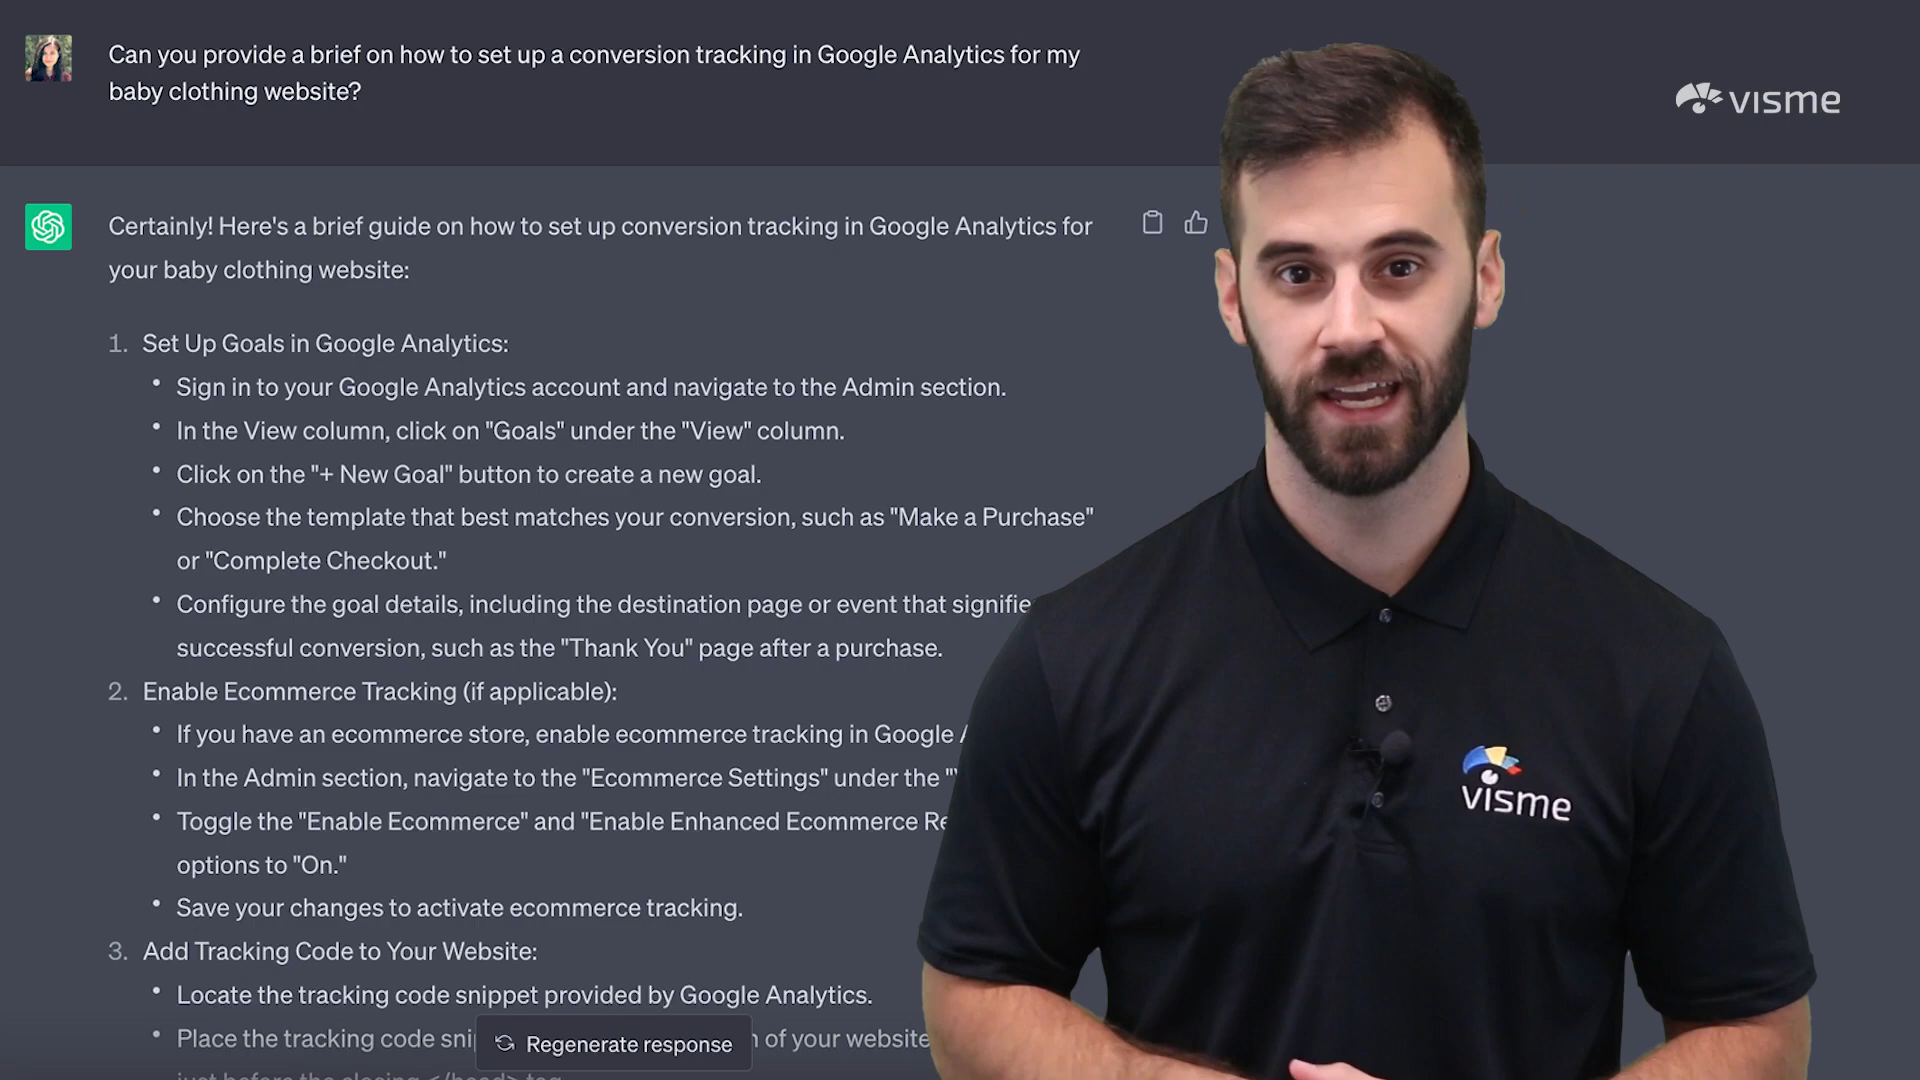 Can you provide a brief on how to set up a conversion tracking in Google Analytics for my
baby clothing website?
visme
Certainly! Here's a brief guide on how to set up conversion tracking in Google Analytics for
your baby clothing website:
1. Set Up Goals in Google Analytics:
• Sign in to your Google Analytics account and navigate to the Admin section.
• In the View column, click on "Goals" under the "View" column.
• Click on the "+ New Goal" button to create a new goal.
• Choose the template that best matches your conversion, such as "Make a Purchase"
or "Complete Checkout."
• Configure the goal details, including the destination page or event that
successful conversion, such as the "Thank You" page after a purchase.
2. Enable Ecommerce Tracking (if applicable):
• If you have an ecommerce store, enable ecommerce tracking in Google
• In the Admin section, navigate to the "Ecommerce Settings" under the
• Toggle the "Enable Ecommerce" and "Enable Enhanced Ecommerce
options to "On."
• Save your changes to activate ecommerce tracking.
visme
3. Add Tracking Code to Your Website:
• Locate the tracking code snippet provided by Google Analytics.
• Place the tracking code
of your website
Regenerate response
just before the closing </head> tag